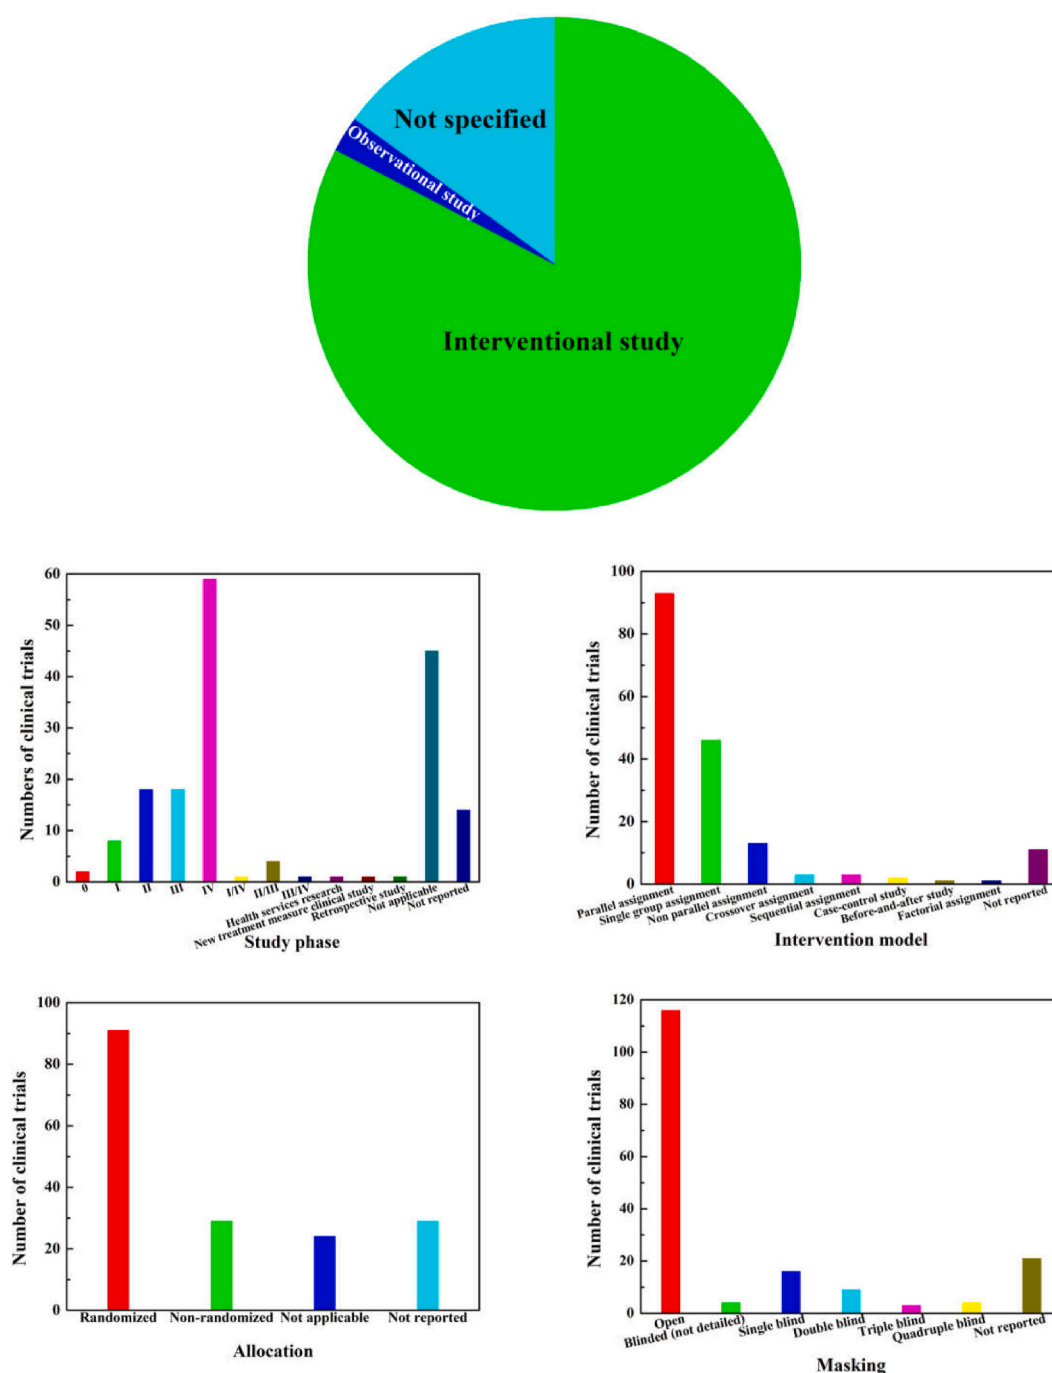 Not specified
Observational study
Interventional study
60
50
40
30
20
10
0
Numbers of clinical trials
0
I
II
III
IV
I/IV
II/III
III/IV
Health services research
New treatment measure clinical study
Retrospective study
Not applicable
Not reported
Study phase
100
80
60
40
20
0
Number of clinical trials
Parallel assignment
Single group assignment
Non parallel assignment
Crossover assignment
Sequential assignment
Case-control study
Before-and-after study
Factorial assignment
Not reported
Intervention model
100
80
60
40
20
0
Number of clinical trials
Randomized
Non-randomized
Not applicable
Not reported
Allocation
120
100
80
60
40
20
0
Number of clinical trials
Open
Blinded (not detailed)
Single blind
Double blind
Triple blind
Quadruple blind
Not reported
Masking